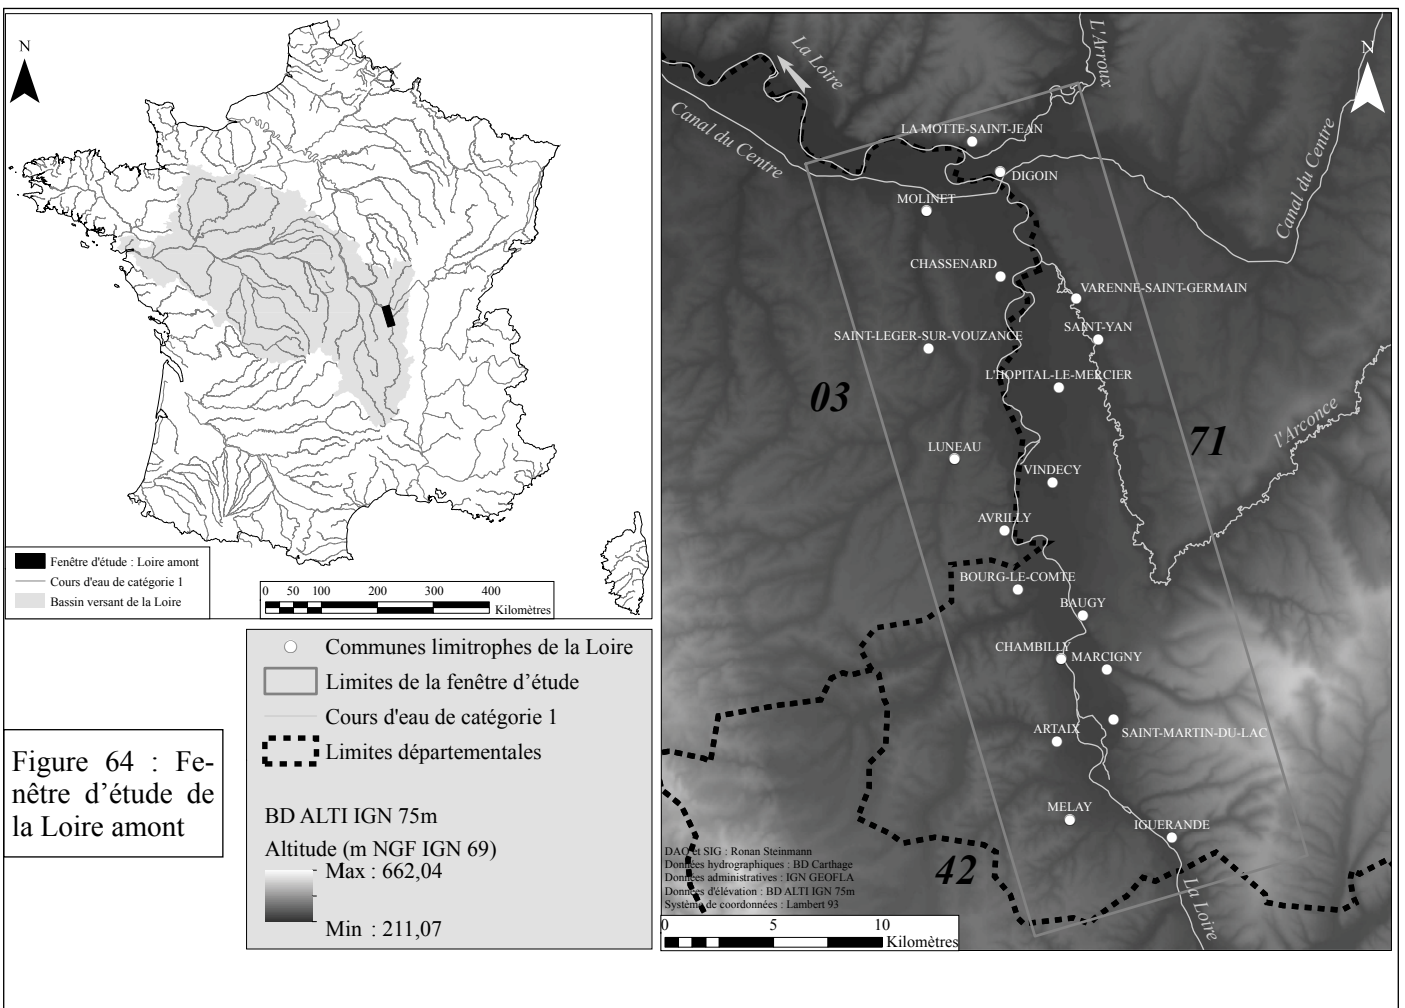 N
Fenêtre d'étude : Loire amont
Cours d'eau de catégorie 1
Bassin versant de la Loire
0 50 100 200 300 400
Kilomètres
Communes limitrophes de la Loire
Limites de la fenêtre d'étude
Cours d'eau de catégorie 1
Limites départementales
BD ALTI IGN 75m
Altitude (m NGF IGN 69)
Max : 662,04
Min : 211,07
Figure 64 : Fe-
nêtre d'étude de
la Loire amont
La Loire
L'Arroux
N
Canal du Centre
LA MOTTE-SAINT-JEAN
Canal du Centre
DIGOIN
MOLINET
CHASSENARD
VARENNE-SAINT-GERMAIN
SAINT-YAN
SAINT-LEGER-SUR-VOUZANCE
L'HOPITAL-LE-MERCIER
03
l'Arconce
71
LUNEAU
VINDECY
AVRILLY
BOURG-LE-COMTE
BAUGY
CHAMBILLY
MARCIGNY
ARTAIX
SAINT-MARTIN-DU-LAC
MELAY
IGUERANDE
42
La Loire
DAO et SIG : Ronan Steinmann
Données hydrographiques : BD Carthage
Données administratives : IGN GEOFLA
Données d'élévation : BD ALTI IGN 75m
Système de coordonnées : Lambert 93
0 5 10
Kilomètres